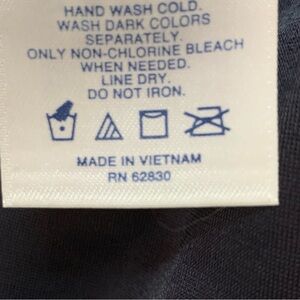 HAND WASH COLD.
WASH DARK COLORS
SEPARATELY.
ONLY NON-CHLORINE BLEACH
WHEN NEEDED.
LINE DRY.
DO NOT IRON.
MADE IN VIETNAM
RN 62830